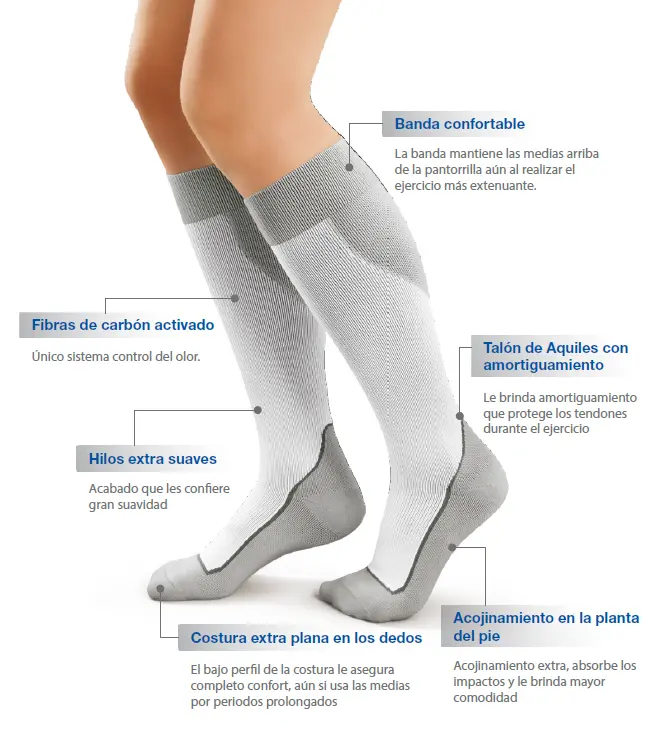 Banda confortable
La banda mantiene las medias arriba
de la pantorrilla aún al realizar el
ejercicio más extenuante.
Fibras de carbón activado
Único sistema control del olor.
Talón de Aquiles con
amortiguamiento
Le brinda amortiguamiento
que protege los tendones
durante el ejercicio
Hilos extra suaves
Acabado que les confiere
gran suavidad
Acojinamiento en la planta
del pie
Acojinamiento extra, absorbe los
impactos y le brinda mayor
comodidad
Costura extra plana en los dedos
El bajo perfil de la costura le asegura
completo confort, aún si usa las medias
por periodos prolongados